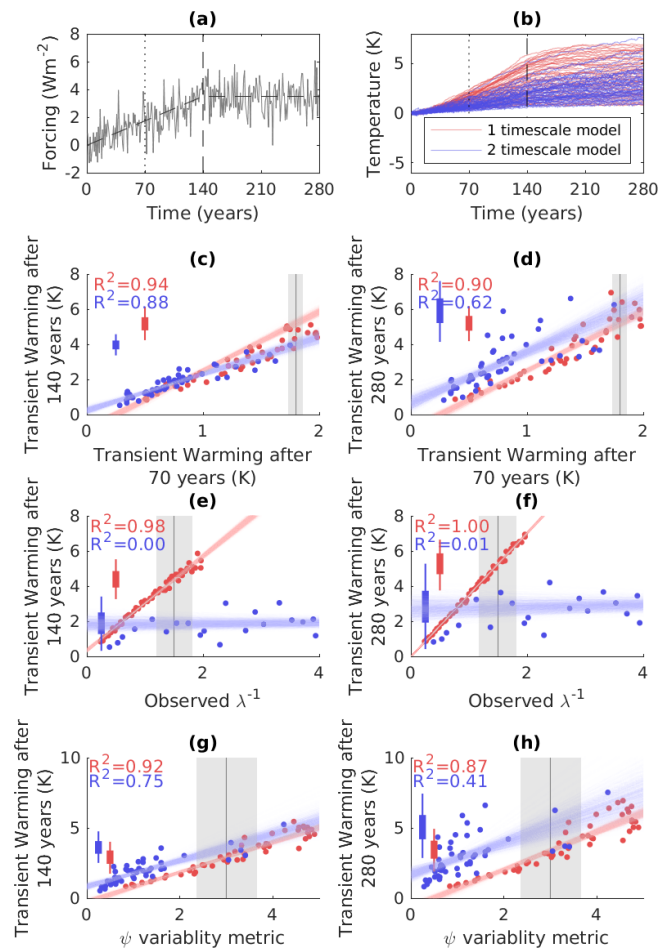 (a)
Forcing (Wm-2)
8
6
4
2
0
-2
0 70 140 210 280
Time (years)
(b)
Temperature (K)
5
0
-5
1 timescale model
2 timescale model
0 70 140 210 280
Time (years)
(c)
Transient Warming after
140 years (K)
8
6
4
2
0
R2=0.94
R2=0.88
0 1 2
Transient Warming after
70 years (K)
(d)
Transient Warming after
280 years (K)
8
6
4
2
0
R2=0.90
R2=0.62
0 1 2
Transient Warming after
70 years (K)
(e)
Transient Warming after
140 years (K)
8
6
4
2
0
R2=0.98
R2=0.00
0 2 4
Observed λ-1
(f)
Transient Warming after
280 years (K)
8
6
4
2
0
R2=1.00
R2=0.01
0 2 4
Observed λ-1
(g)
Transient Warming after
140 years (K)
10
5
0
R2=0.92
R2=0.75
0 2 4
ψ variablity metric
(h)
Transient Warming after
280 years (K)
10
5
0
R2=0.87
R2=0.41
0 2 4
ψ variablity metric